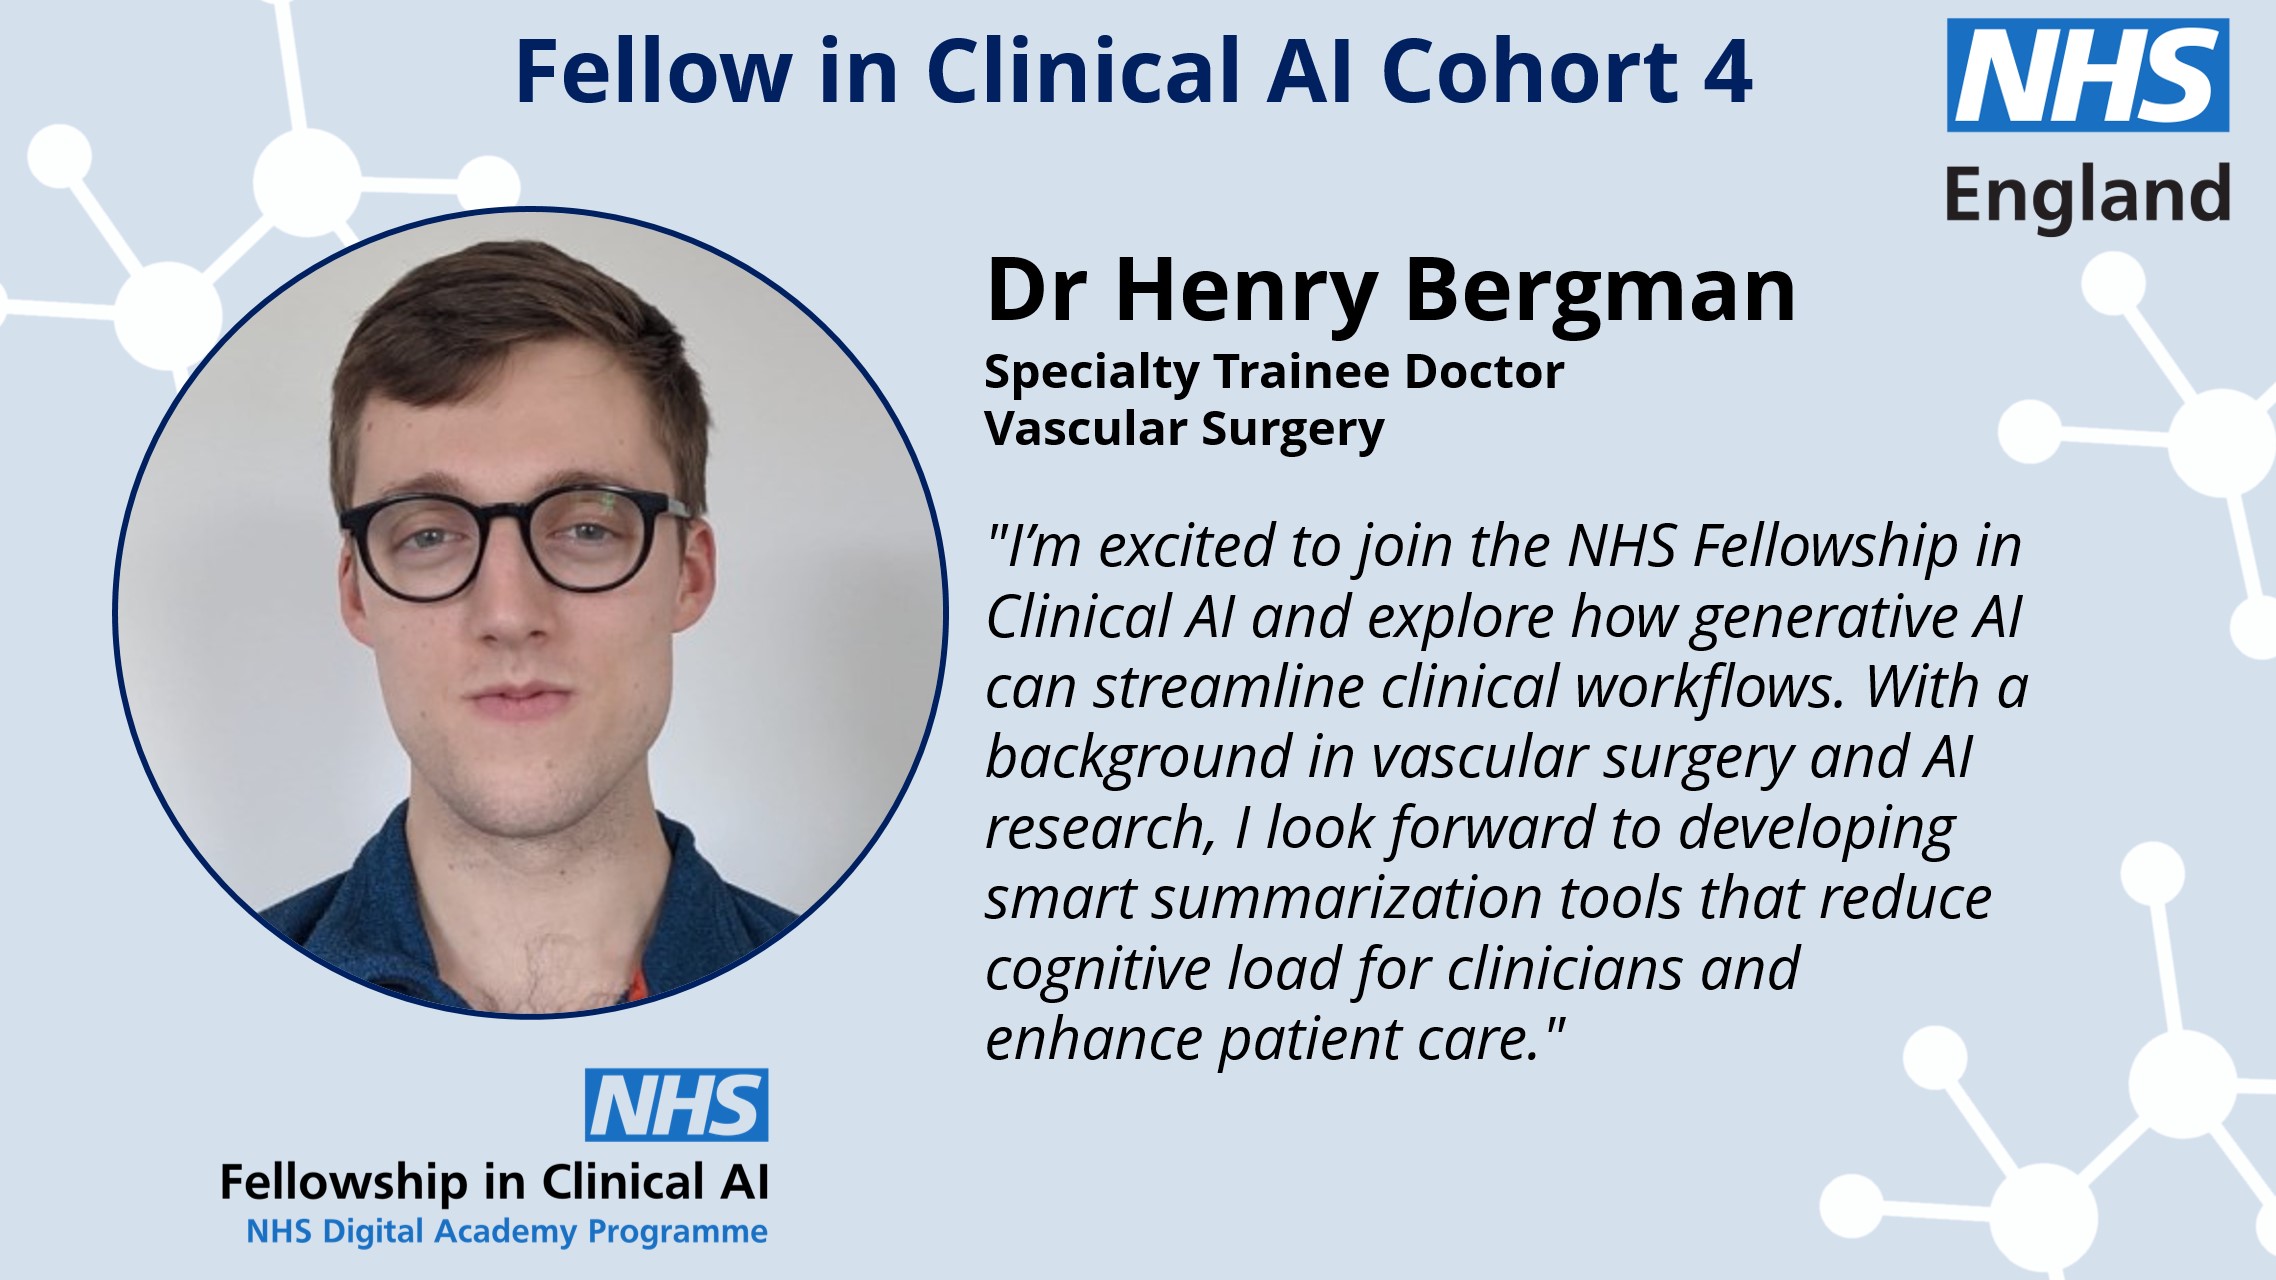 Fellow in Clinical AI Cohort 4
NHS
England
Dr Henry Bergman
Specialty Trainee Doctor
Vascular Surgery
"I’m excited to join the NHS Fellowship in
Clinical AI and explore how generative AI
can streamline clinical workflows. With a
background in vascular surgery and AI
research, I look forward to developing
smart summarization tools that reduce
cognitive load for clinicians and
enhance patient care."
NHS
Fellowship in Clinical AI
NHS Digital Academy Programme